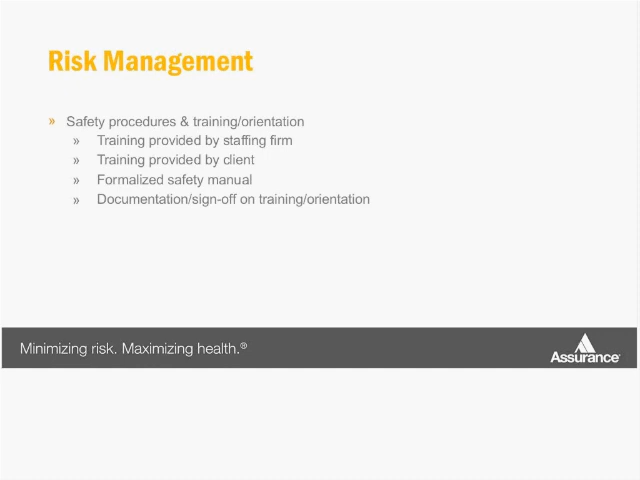 Risk Management
» Safety procedures & training/orientation
» Training provided by staffing firm
» Training provided by client
» Formalized safety manual
» Documentation/sign-off on training/orientation
Minimizing risk. Maximizing health.®
Assurance